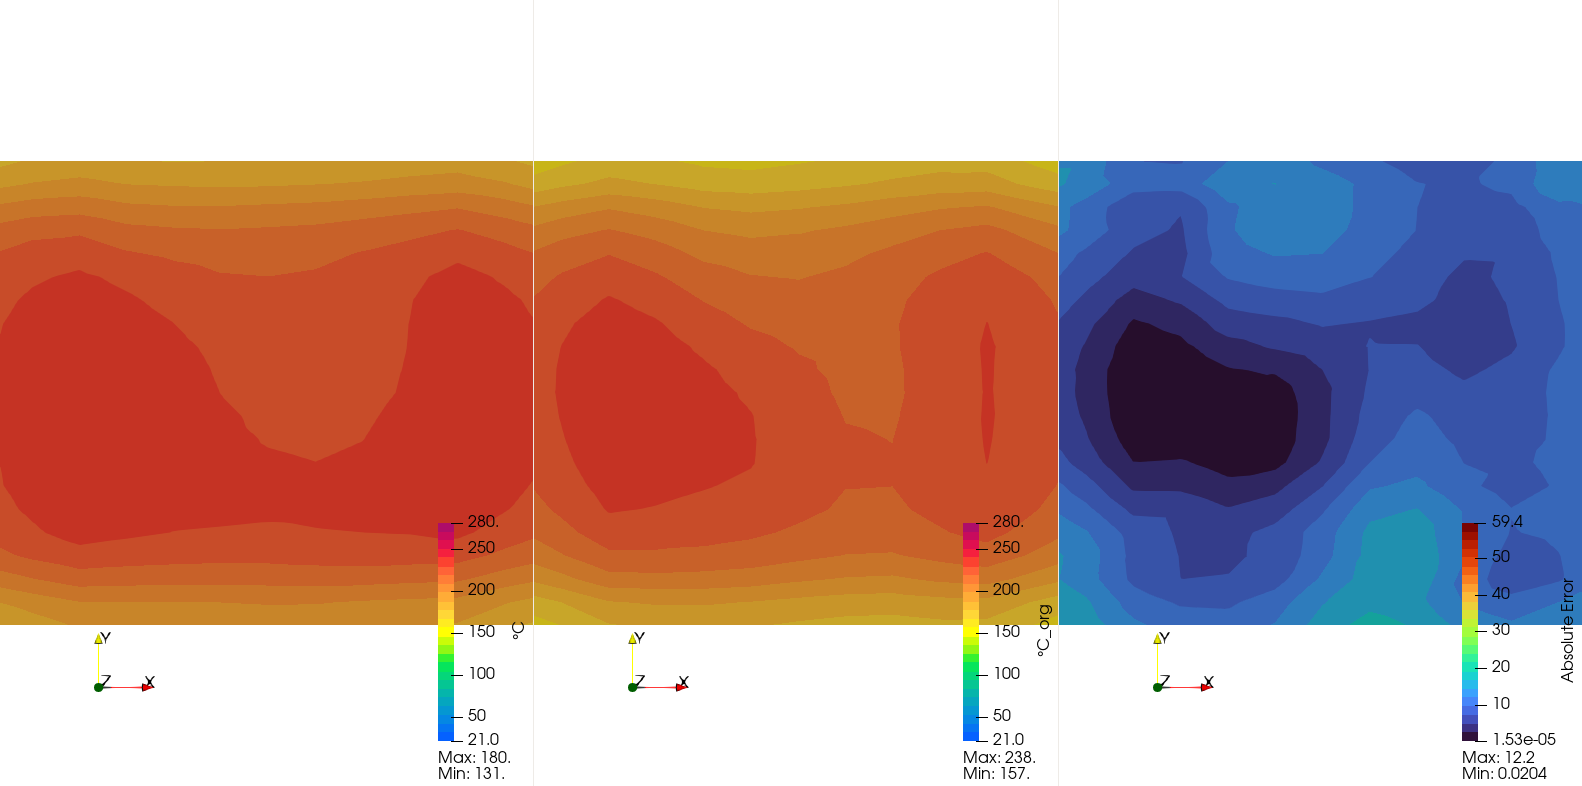 280.
250
200
150
100
50
21.0
°C
Max: 180.
Min: 131.
Y
Z
X
280.
250
200
150
100
50
21.0
°C_org
Max: 238.
Min: 157.
Y
Z
X
59.4
50
40
30
20
10
1.53e-05
Absolute Error
Max: 12.2
Min: 0.0204
Y
Z
X